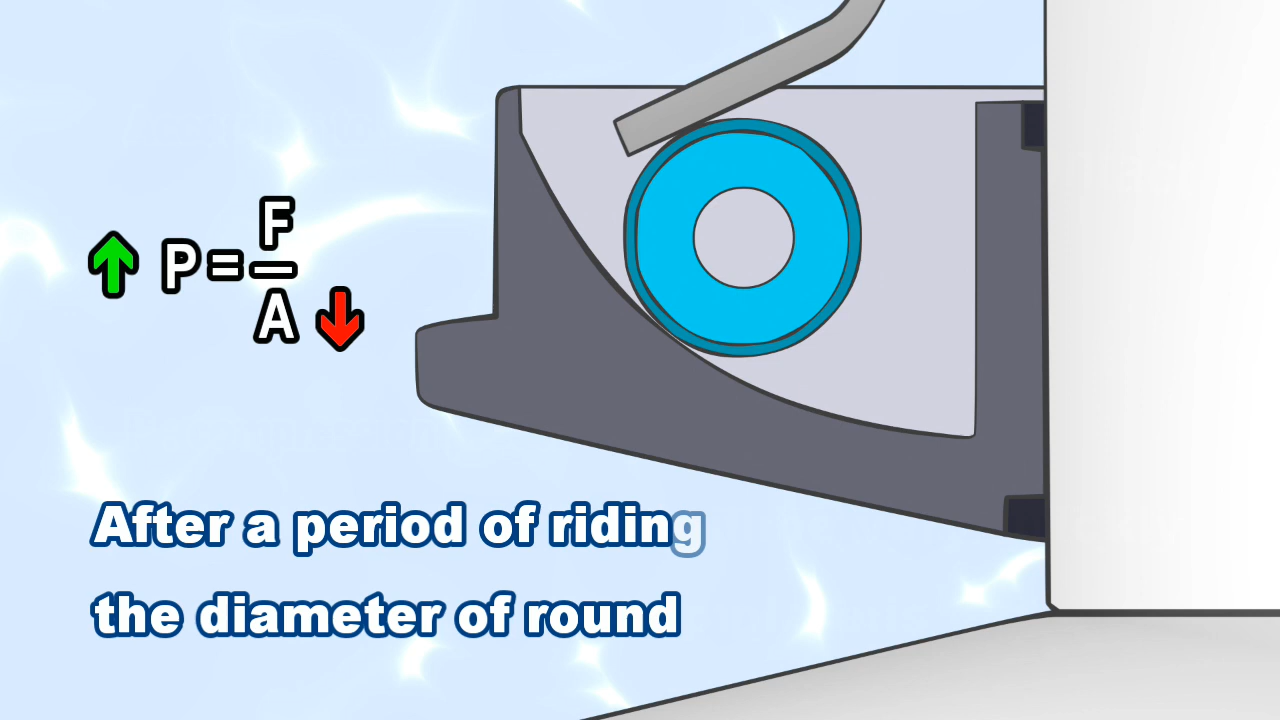 P=F/A
After a period of riding
the diameter of round